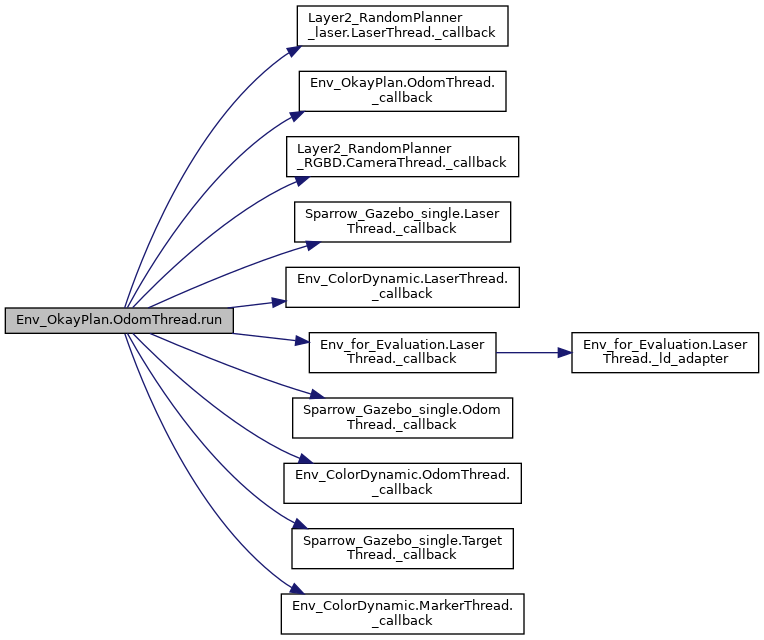 Layer2_RandomPlanner
_laser.LaserThread._callback
Env_OkayPlan.OdomThread.
_callback
Layer2_RandomPlanner
_RGBD.CameraThread._callback
Sparrow_Gazebo_single.Laser
Thread._callback
Env_ColorDynamic.LaserThread.
_callback
Env_OkayPlan.OdomThread.run
Env_for_Evaluation.Laser
Thread._callback
Env_for_Evaluation.Laser
Thread._ld_adapter
Sparrow_Gazebo_single.Odom
Thread._callback
Env_ColorDynamic.OdomThread.
_callback
Sparrow_Gazebo_single.Target
Thread._callback
Env_ColorDynamic.MarkerThread.
_callback